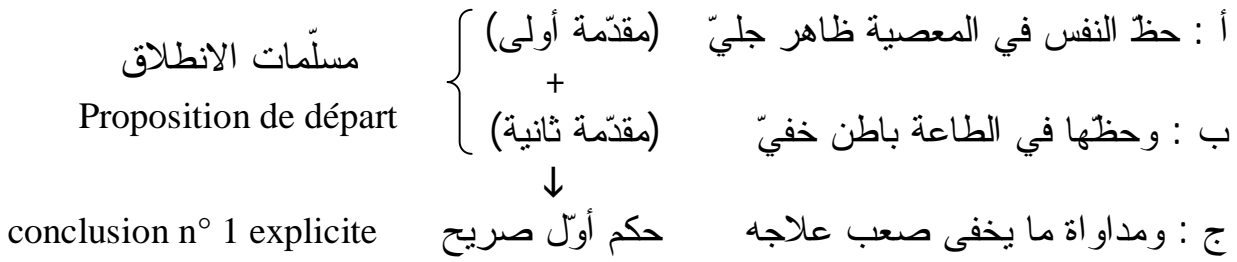 أ : حظّ النفس في المعصية ظاهر جليّ (مقدّمة أولى)
مسلّمات الانطلاق
+
Proposition de départ
ب : وحظّها في الطاعة باطن خفيّ (مقدّمة ثانية)
↓
ج : ومداواة ما يخفى صعب علاجه حكم أوّل صريح conclusion n° 1 explicite